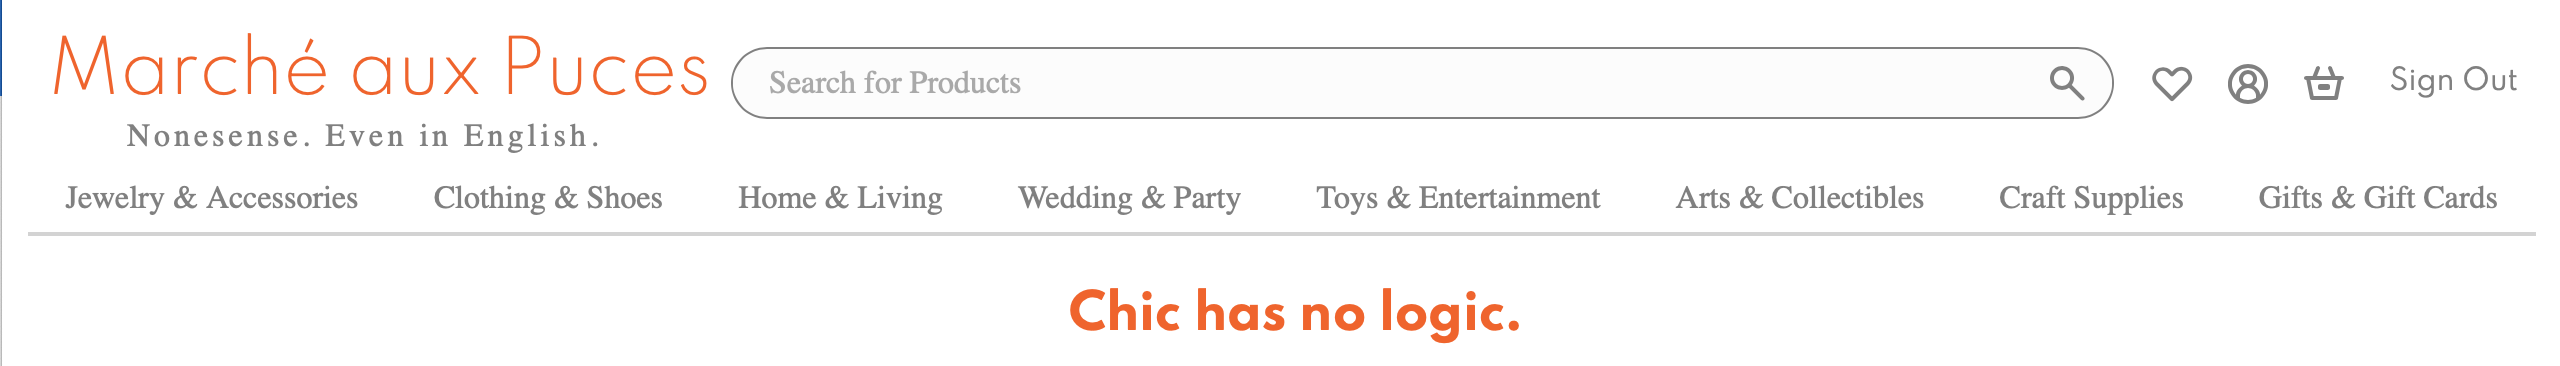 Marché aux Puces
Nonesense. Even in English.
Search for Products
Sign Out
Jewelry & Accessories
Clothing & Shoes
Home & Living
Wedding & Party
Toys & Entertainment
Arts & Collectibles
Craft Supplies
Gifts & Gift Cards
Chic has no logic.